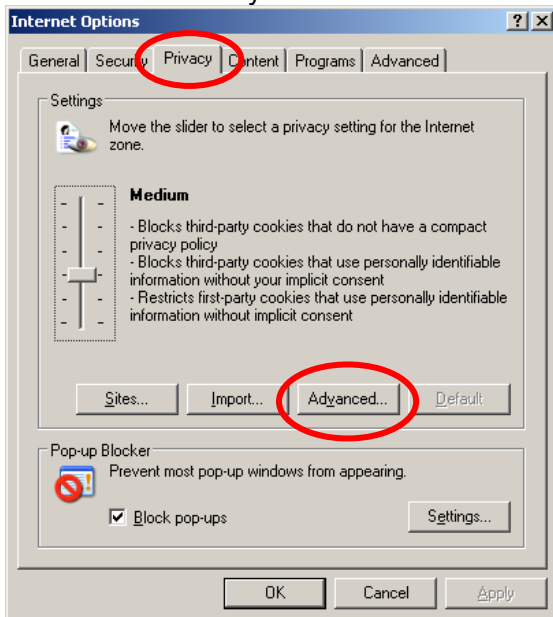 Internet Options
General Security Privacy Content Programs Advanced
Settings
Move the slider to select a privacy setting for the Internet
zone.
Medium
- Blocks third-party cookies that do not have a compact
privacy policy
- Blocks third-party cookies that use personally identifiable
information without your implicit consent
- Restricts first-party cookies that use personally identifiable
information without implicit consent
Sites... Import... Advanced... Default
Pop-up Blocker
Prevent most pop-up windows from appearing.
Block pop-ups Settings...
OK Cancel Apply